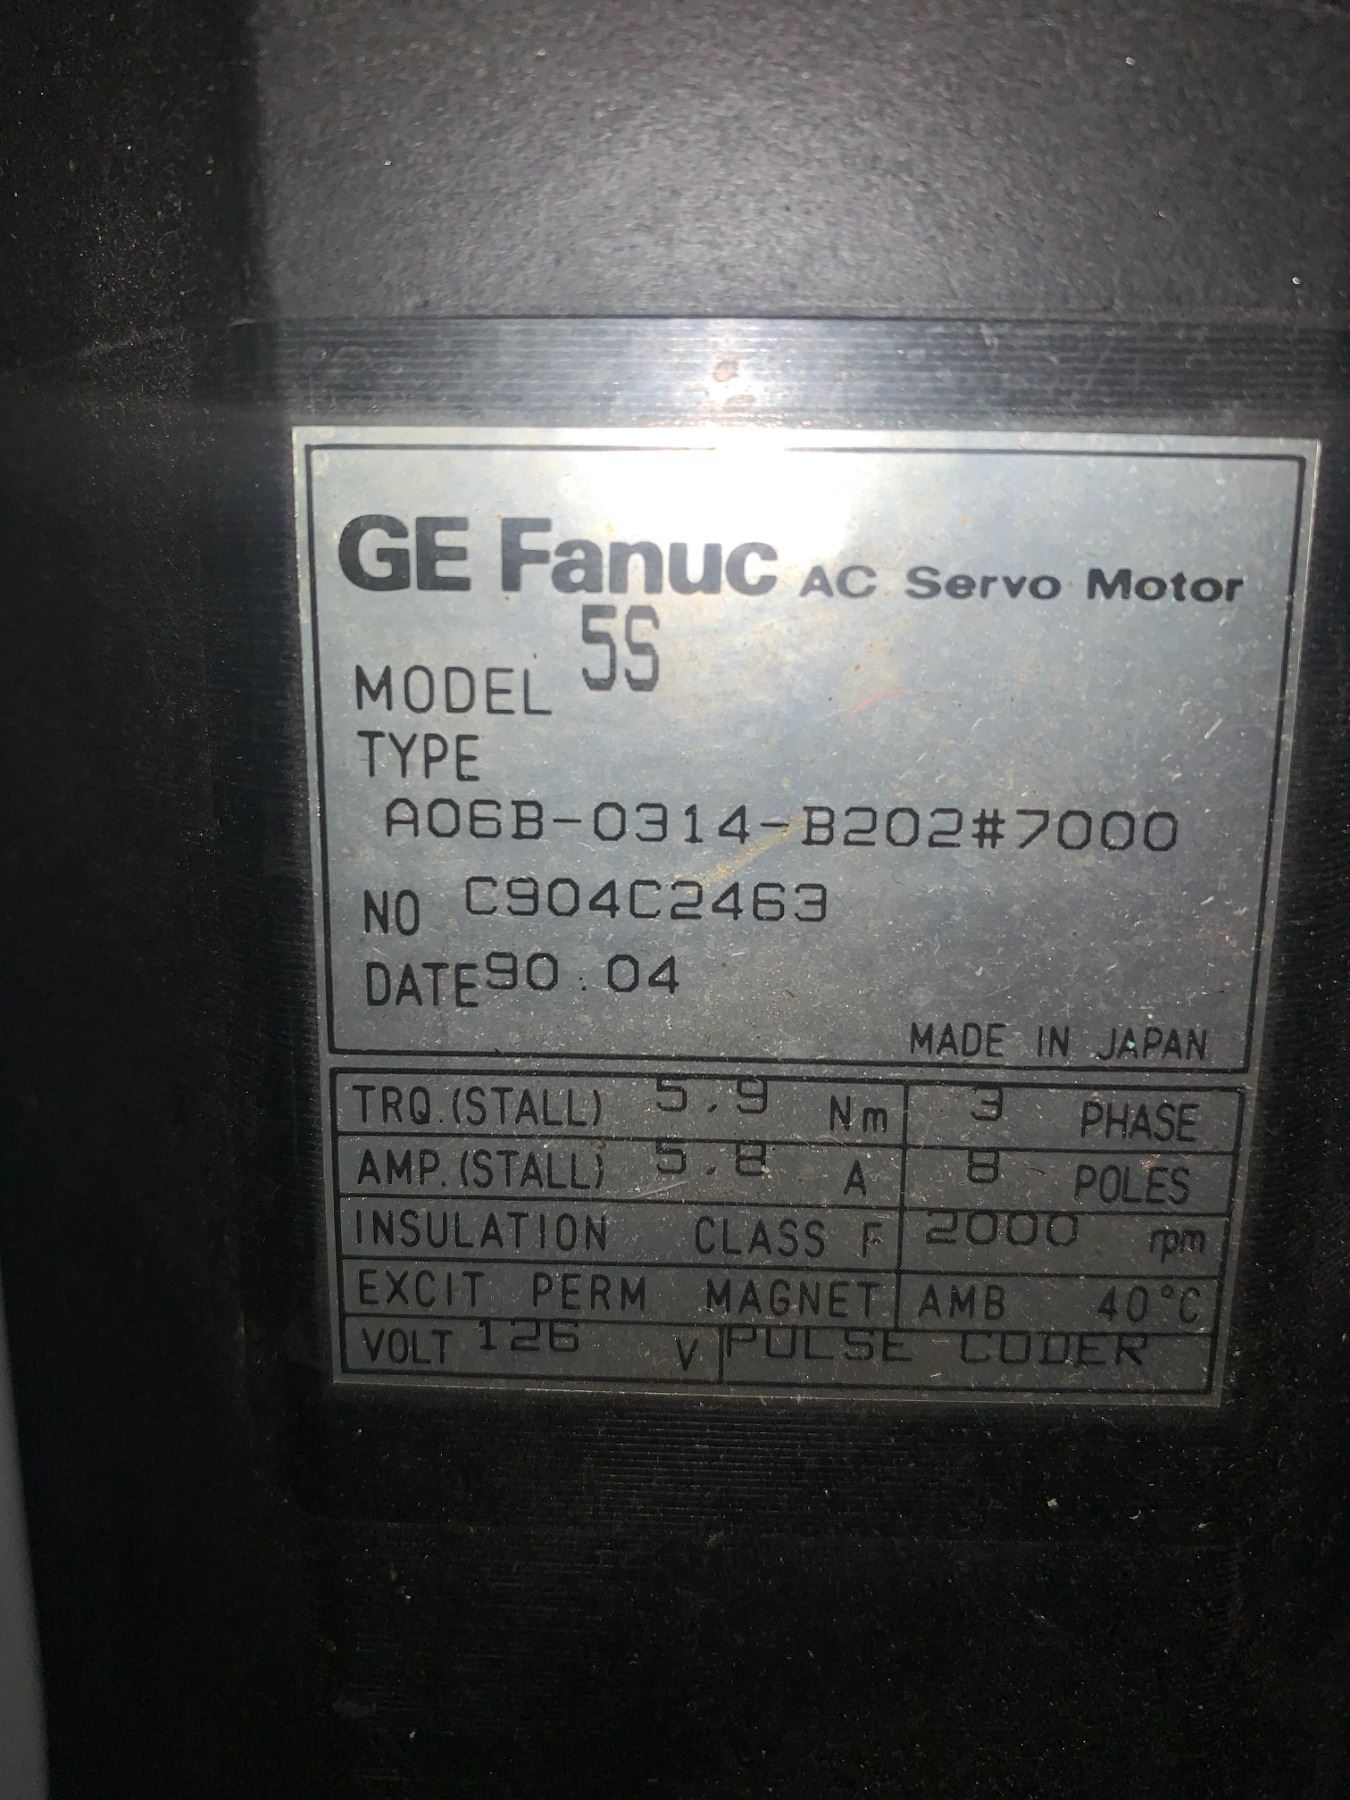 GE Fanuc AC Servo Motor
MODEL 5S
TYPE
A06B-0314-B202#7000
NO C904C2463
DATE 90.04
MADE IN JAPAN
TRQ.(STALL) 5.9 Nm 3 PHASE
AMP.(STALL) 5.8 A 8 POLES
INSULATION CLASS F 2000 rpm
EXCIT PERM MAGNET AMB 40°C
VOLT 126 V PULSE CODER